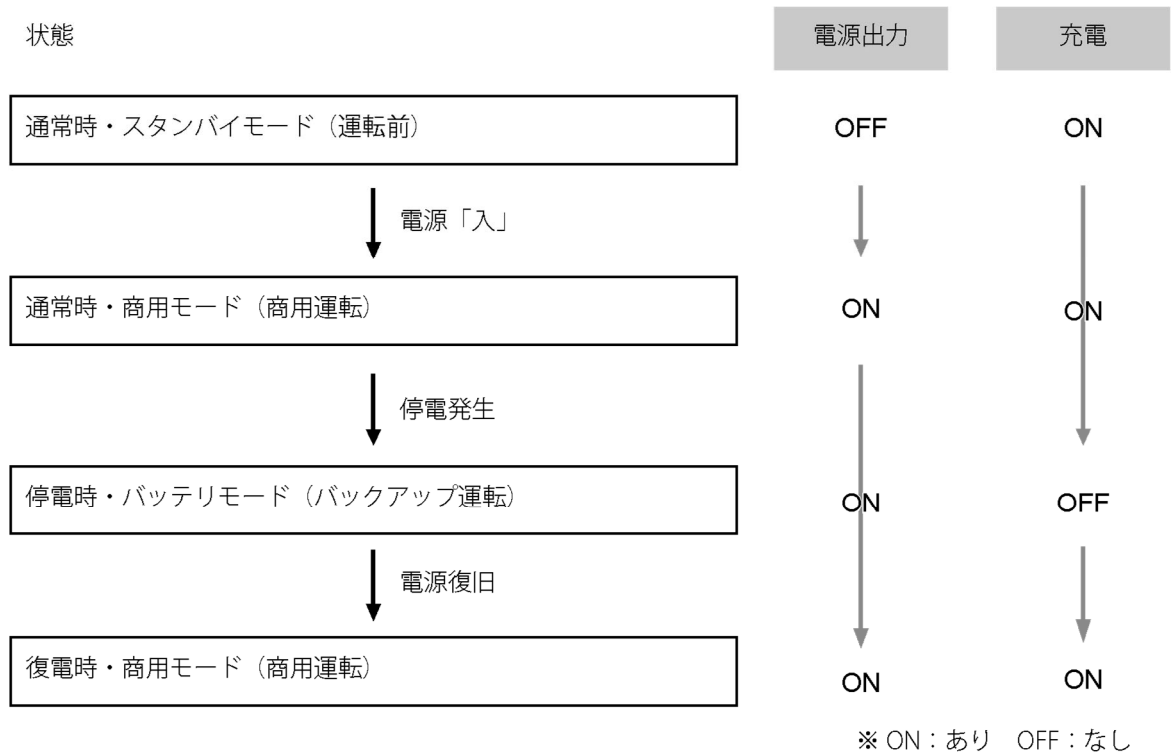 状態 電源出力 充電
通常時・スタンバイモード（運転前） OFF ON
電源「入」
通常時・商用モード（商用運転） ON ON
停電発生
停電時・バッテリモード（バックアップ運転） ON OFF
電源復旧
復電時・商用モード（商用運転） ON ON
※ ON：あり OFF：なし